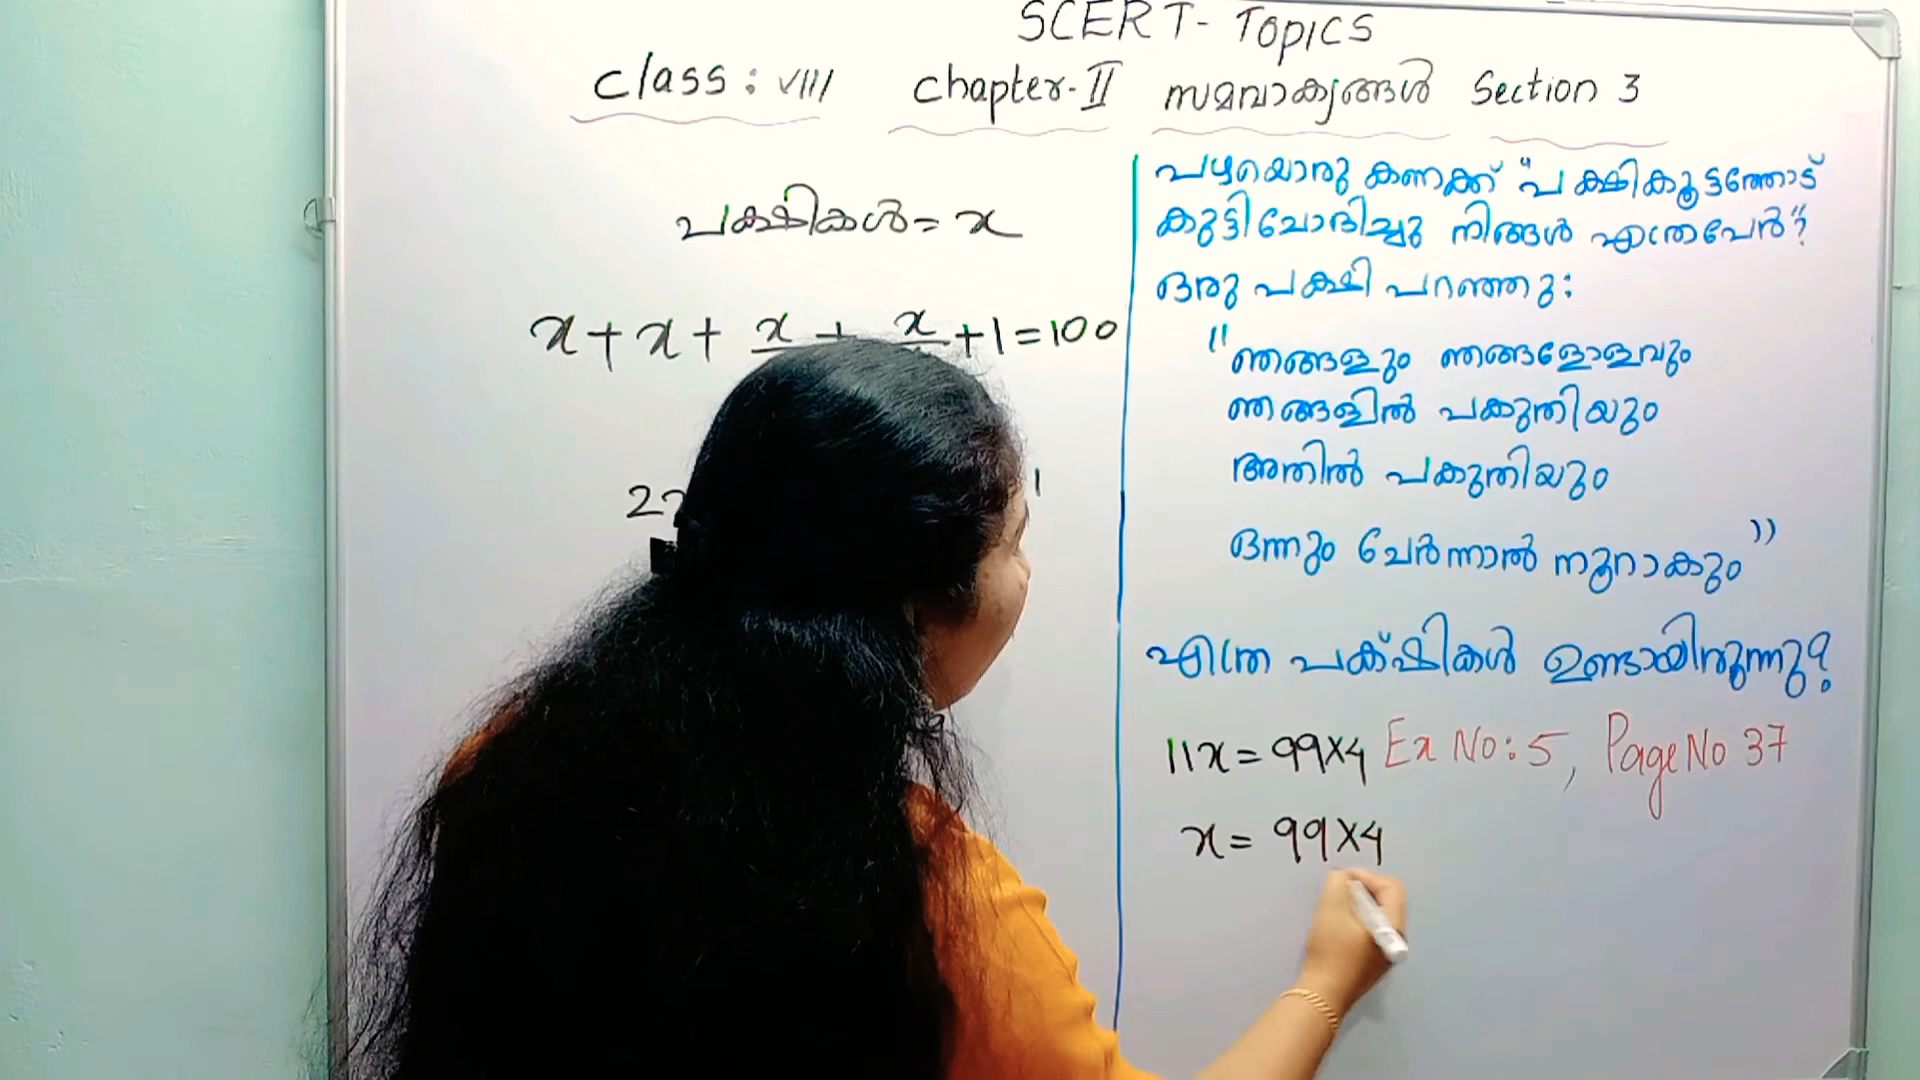 SCERT- TOPICS
class: VIII chapter-II സമവാക്യങ്ങൾ Section 3
പക്ഷികൾ = x
x + x + x + x + 1 = 100
22
1
പഴയൊരു കണക്ക് "പക്ഷികൂട്ടത്തോട്
കുട്ടിചോദിച്ചു നിങ്ങൾ എത്രപേർ"?
ഒരു പക്ഷി പറഞ്ഞു:
"ഞങ്ങളും ഞങ്ങളോളവും
ഞങ്ങളിൽ പകുതിയും
അതിൽ പകുതിയും
ഒന്നും ചേർന്നാൽ നൂറാകും"
എത്ര പക്ഷികൾ ഉണ്ടായിരുന്നു?
11x = 99X4 Ex No: 5, Page No 37
x = 99X4